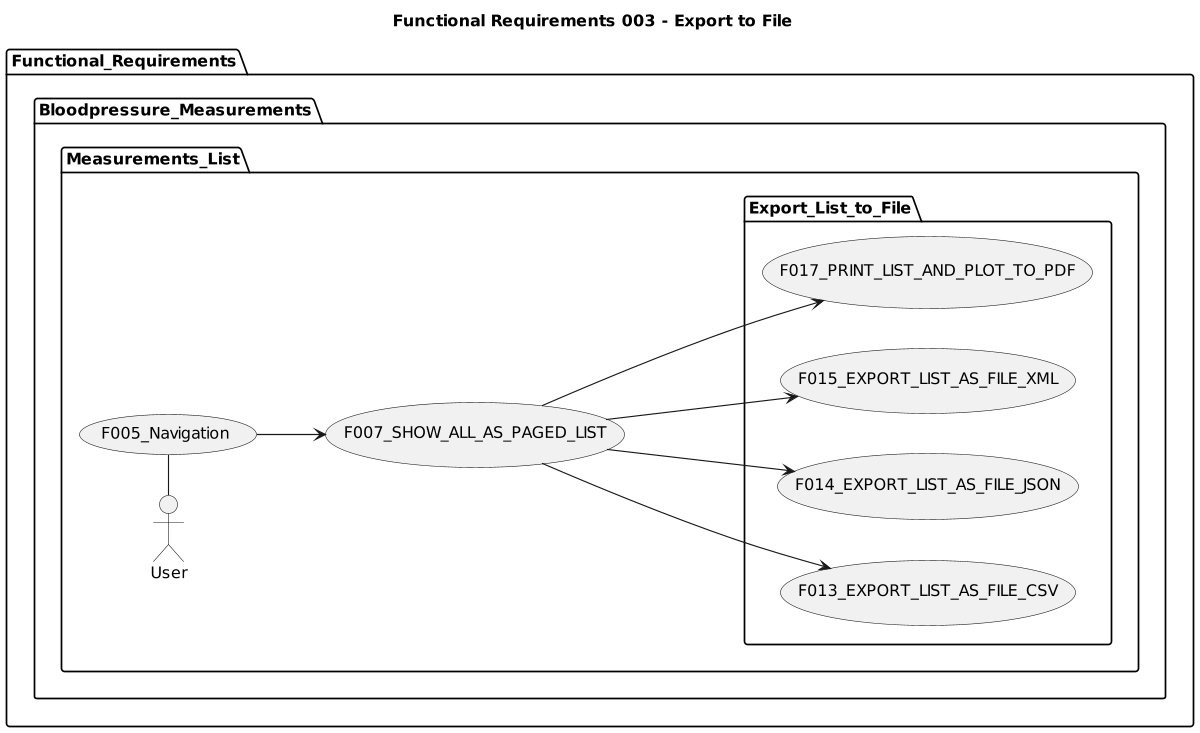 Functional Requirements 003 - Export to File
Functional_Requirements
Bloodpressure_Measurements
Measurements_List
Export_List_to_File
F017_PRINT_LIST_AND_PLOT_TO_PDF
F015_EXPORT_LIST_AS_FILE_XML
F005_Navigation
F007_SHOW_ALL_AS_PAGED_LIST
F014_EXPORT_LIST_AS_FILE_JSON
User
F013_EXPORT_LIST_AS_FILE_CSV